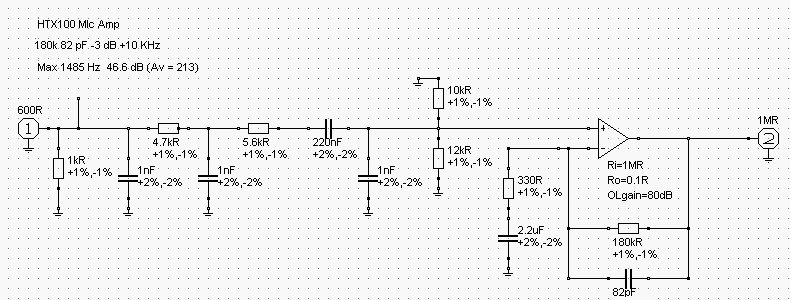 HTX100 Mic Amp
180k 82 pF -3 dB +10 KHz
Max 1485 Hz 46.6 dB (Av = 213)
600R
1
1kR
+1%,-1%
1nF
+2%,-2%
4.7kR
+1%,-1%
1nF
+2%,-2%
5.6kR
+1%,-1%
220nF
+2%,-2%
1nF
+2%,-2%
10kR
+1%,-1%
12kR
+1%,-1%
330R
+1%,-1%
2.2uF
+2%,-2%
+
-
Ri=1MR
Ro=0.1R
OLgain=80dB
180kR
+1%,-1%
82pF
1MR
2